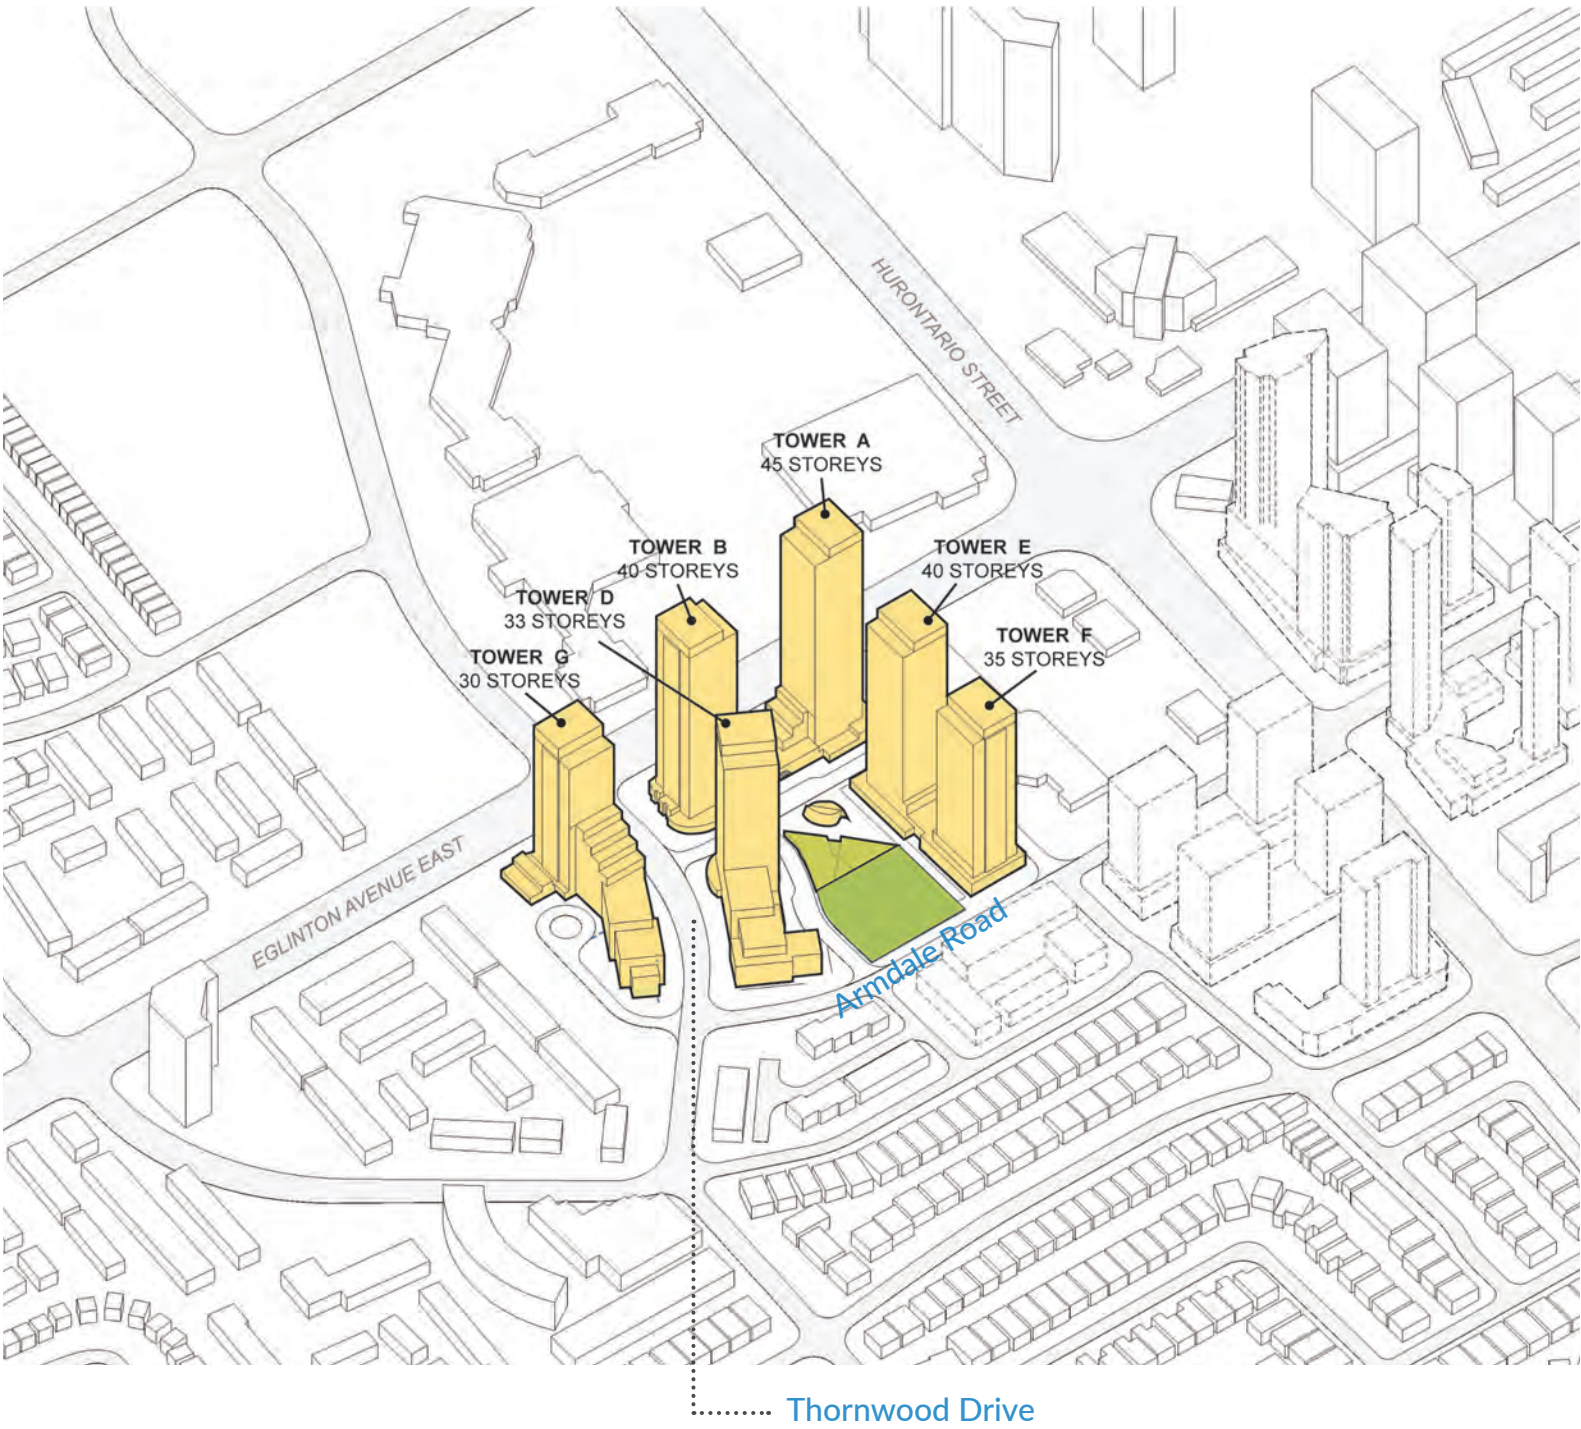 HURONTARIO STREET
TOWER A
45 STOREYS
TOWER B
40 STOREYS
TOWER E
40 STOREYS
TOWER D
33 STOREYS
TOWER F
35 STOREYS
TOWER G
30 STOREYS
EGLINTON AVENUE EAST
Armdale Road
Thornwood Drive